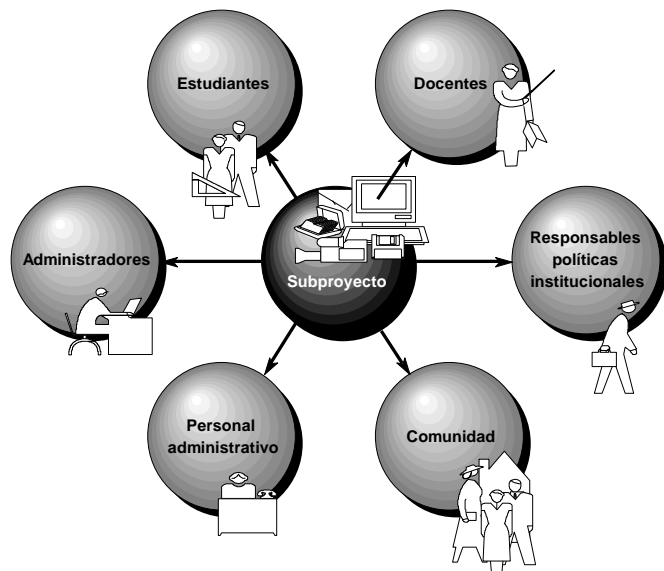 Estudiantes
Docentes
Administradores
Subproyecto
Responsables
políticas
institucionales
Personal
administrativo
Comunidad